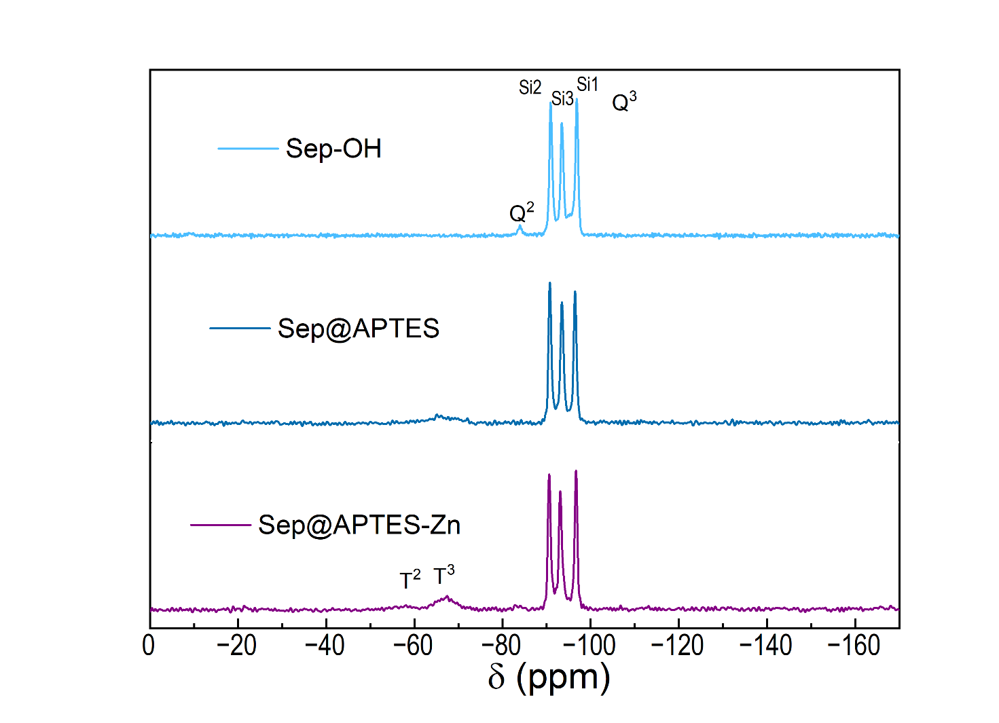 Si2
Si3
Si1
Q³
Sep-OH
Q²
Sep@APTES
Sep@APTES-Zn
T²
T³
0 −20 −40 −60 −80 −100 −120 −140 −160
δ (ppm)